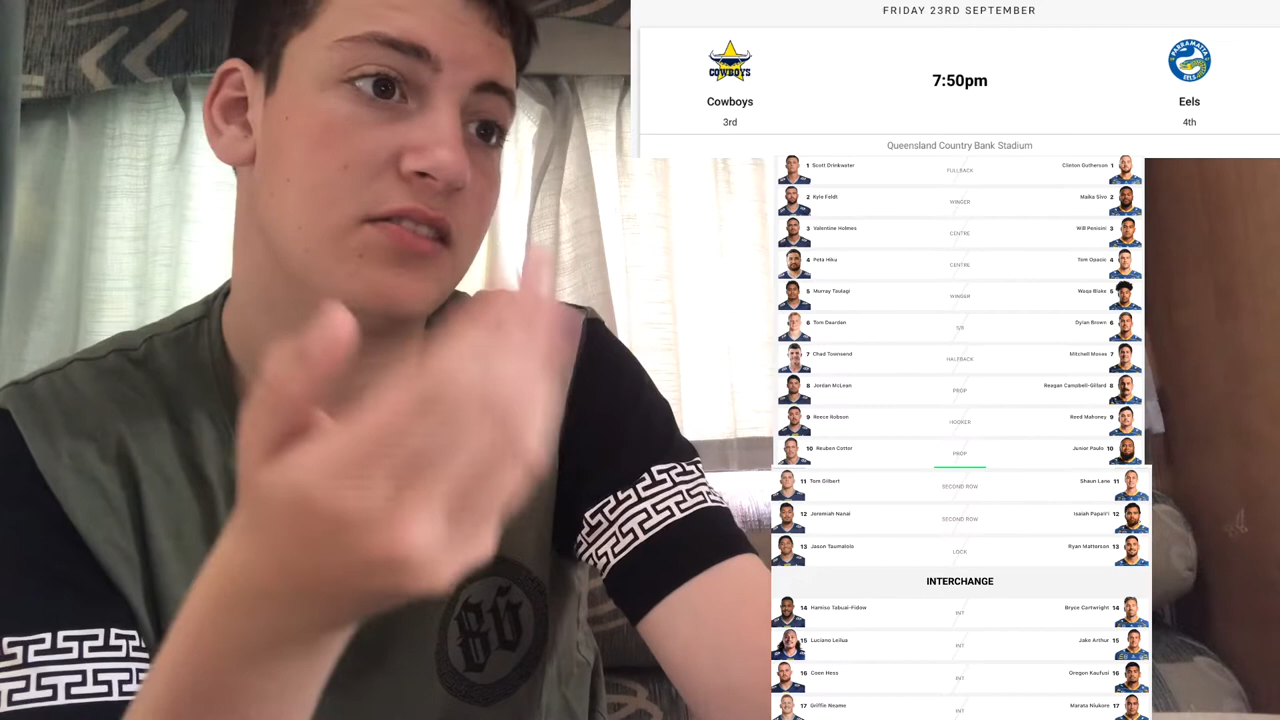 FRIDAY 23RD SEPTEMBER
COWBOYS
PARRAMATTA
EELS
7:50pm
Cowboys
Eels
3rd
4th
Queensland Country Bank Stadium
1 Scott Drinkwater FULLBACK Clinton Gutherson 1
2 Kyle Feldt WINGER Maika Sivo 2
3 Valentine Holmes CENTRE Will Penisini 3
4 Peta Hiku CENTRE Tom Opacic 4
5 Murray Taulagi WINGER Waqa Blake 5
6 Tom Dearden 5/8 Dylan Brown 6
7 Chad Townsend HALFBACK Mitchell Moses 7
8 Jordan McLean PROP Reagan Campbell-Gillard 8
9 Reece Robson HOOKER Reed Mahoney 9
10 Reuben Cotter PROP Junior Paulo 10
11 Tom Gilbert SECOND ROW Shaun Lane 11
12 Jeremiah Nanai SECOND ROW Isaiah Papali'i 12
13 Jason Taumalolo LOCK Ryan Matterson 13
INTERCHANGE
14 Hamiso Tabuai-Fidow INT Bryce Cartwright 14
15 Luciano Leilua INT Jake Arthur 15
16 Coen Hess INT Oregon Kaufusi 16
17 Griffin Nname INT Marata Niukore 17